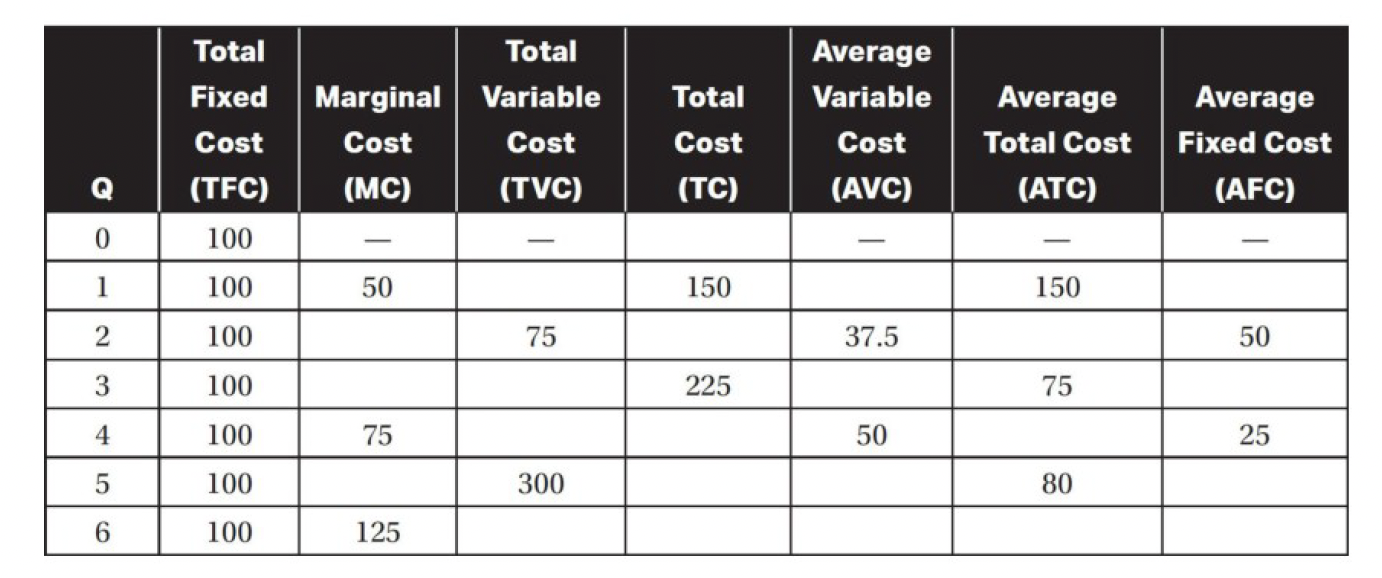 Q | Total Fixed Cost (TFC) | Marginal Cost (MC) | Total Variable Cost (TVC) | Total Cost (TC) | Average Variable Cost (AVC) | Average Total Cost (ATC) | Average Fixed Cost (AFC)
0 | 100 | — | — | | — | — | —
1 | 100 | 50 | | 150 | | 150 |
2 | 100 | | 75 | | 37.5 | | 50
3 | 100 | | | 225 | | 75 |
4 | 100 | 75 | | | 50 | | 25
5 | 100 | | 300 | | | 80 |
6 | 100 | 125 | | | | |